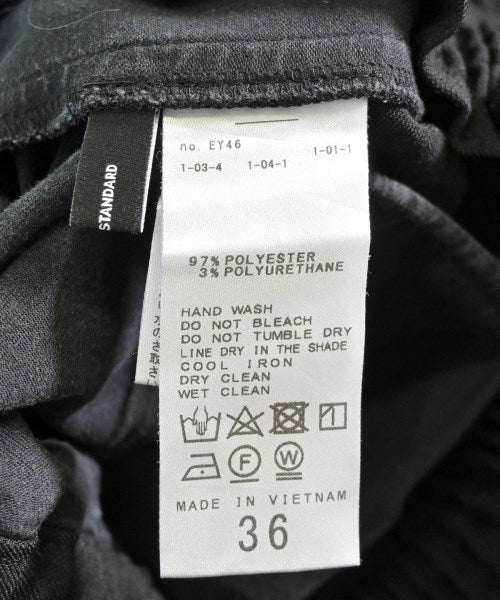 no. EY46
1-01-1
1-03-4 1-04-1
STANDARD
97% POLYESTER
3% POLYURETHANE
HAND WASH
DO NOT BLEACH
DO NOT TUMBLE DRY
LINE DRY IN THE SHADE
COOL IRON
DRY CLEAN
WET CLEAN
F W
MADE IN VIETNAM
36